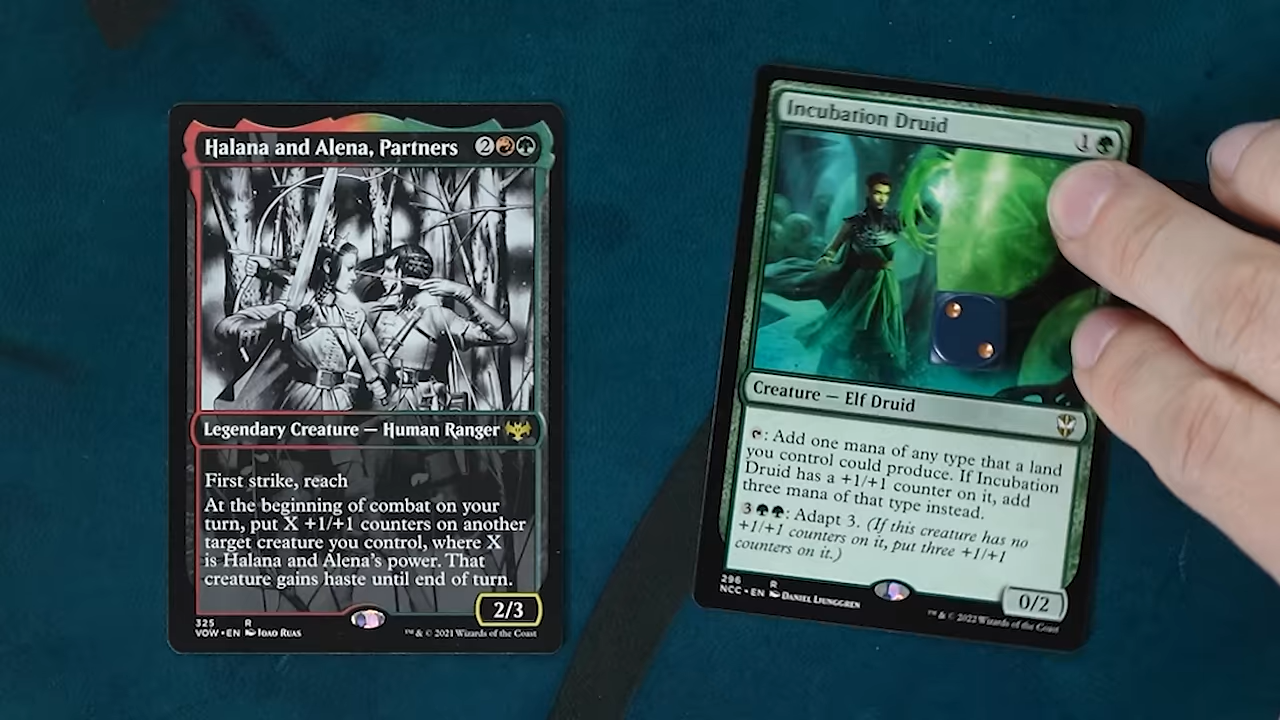 Halana and Alena, Partners 2
Legendary Creature — Human Ranger
First strike, reach
At the beginning of combat on your
turn, put X +1/+1 counters on another
target creature you control, where X
is Halana and Alena's power. That
creature gains haste until end of turn.
2/3
325 R
VOW • EN Ioao Ruas
™ & © 2021 Wizards of the Coast
Incubation Druid 1
Creature — Elf Druid
: Add one mana of any type that a land
you control could produce. If Incubation
Druid has a +1/+1 counter on it, add
three mana of that type instead.
3 : Adapt 3. (If this creature has no
+1/+1 counters on it, put three +1/+1
counters on it.)
0/2
296 R
NCC • EN Daniel Ljunggren
™ & © 2022 Wizards of the Coast